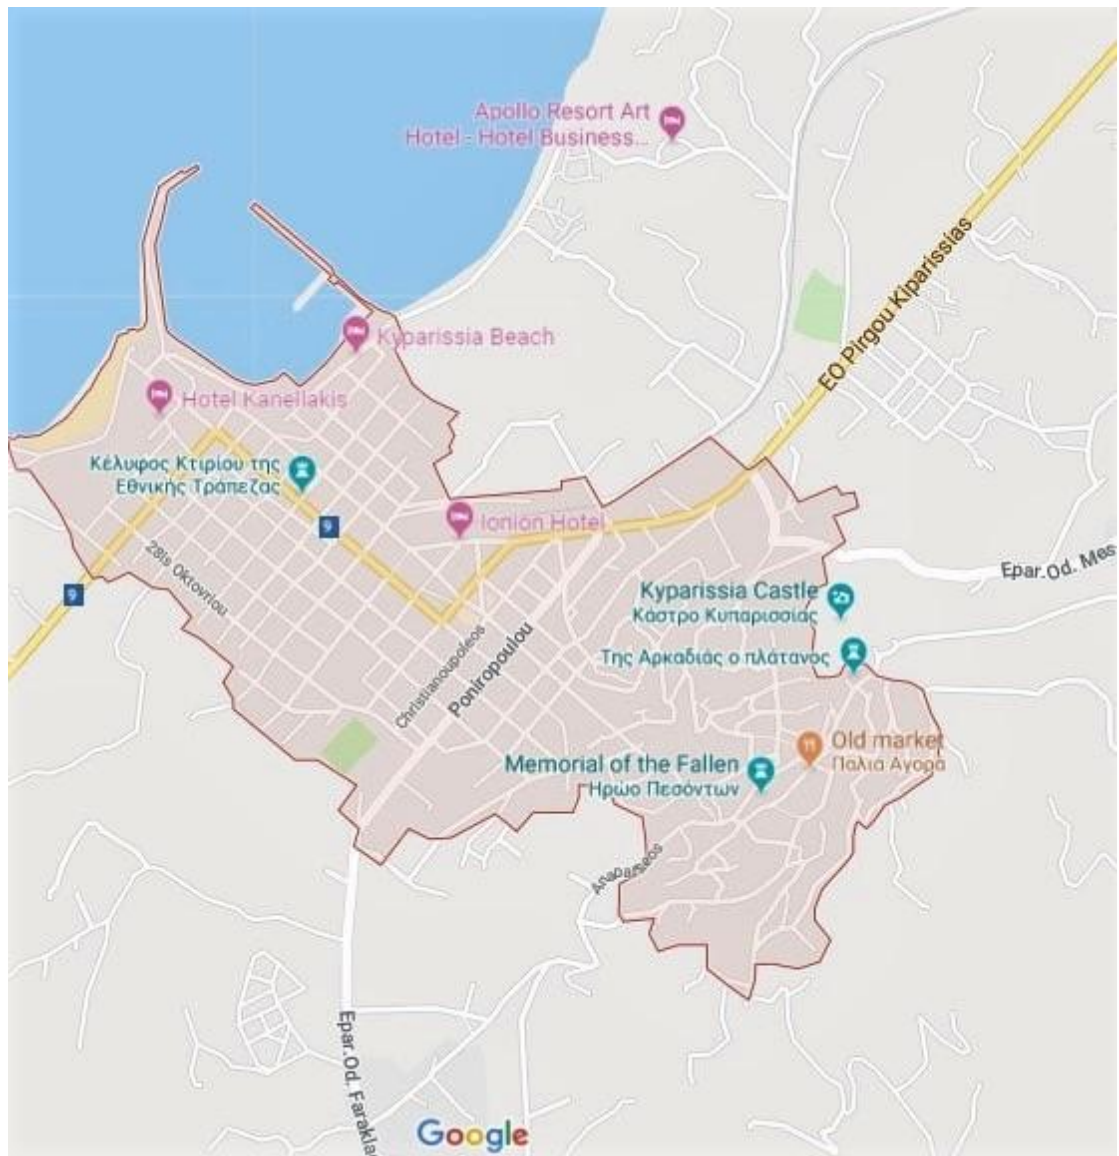 Apollo Resort Art
Hotel - Hotel Business...
EO Pirgou Kiparissias
Kyparissia Beach
Hotel Kanellakis
Κέλυφος Κτιρίου της
Εθνικής Τράπεζας
9
Ionion Hotel
9
28Is Oktovriou
Epar.Od. Mes
Kyparissia Castle
Κάστρο Κυπαρισσίας
Της Αρκαδιάς ο πλάτανος
Christianoupoleos
Poniropoulou
Old market
Παλιά Αγορά
Memorial of the Fallen
Ηρώο Πεσόντων
Anaparseos
Epar.Od. Farakla
Google